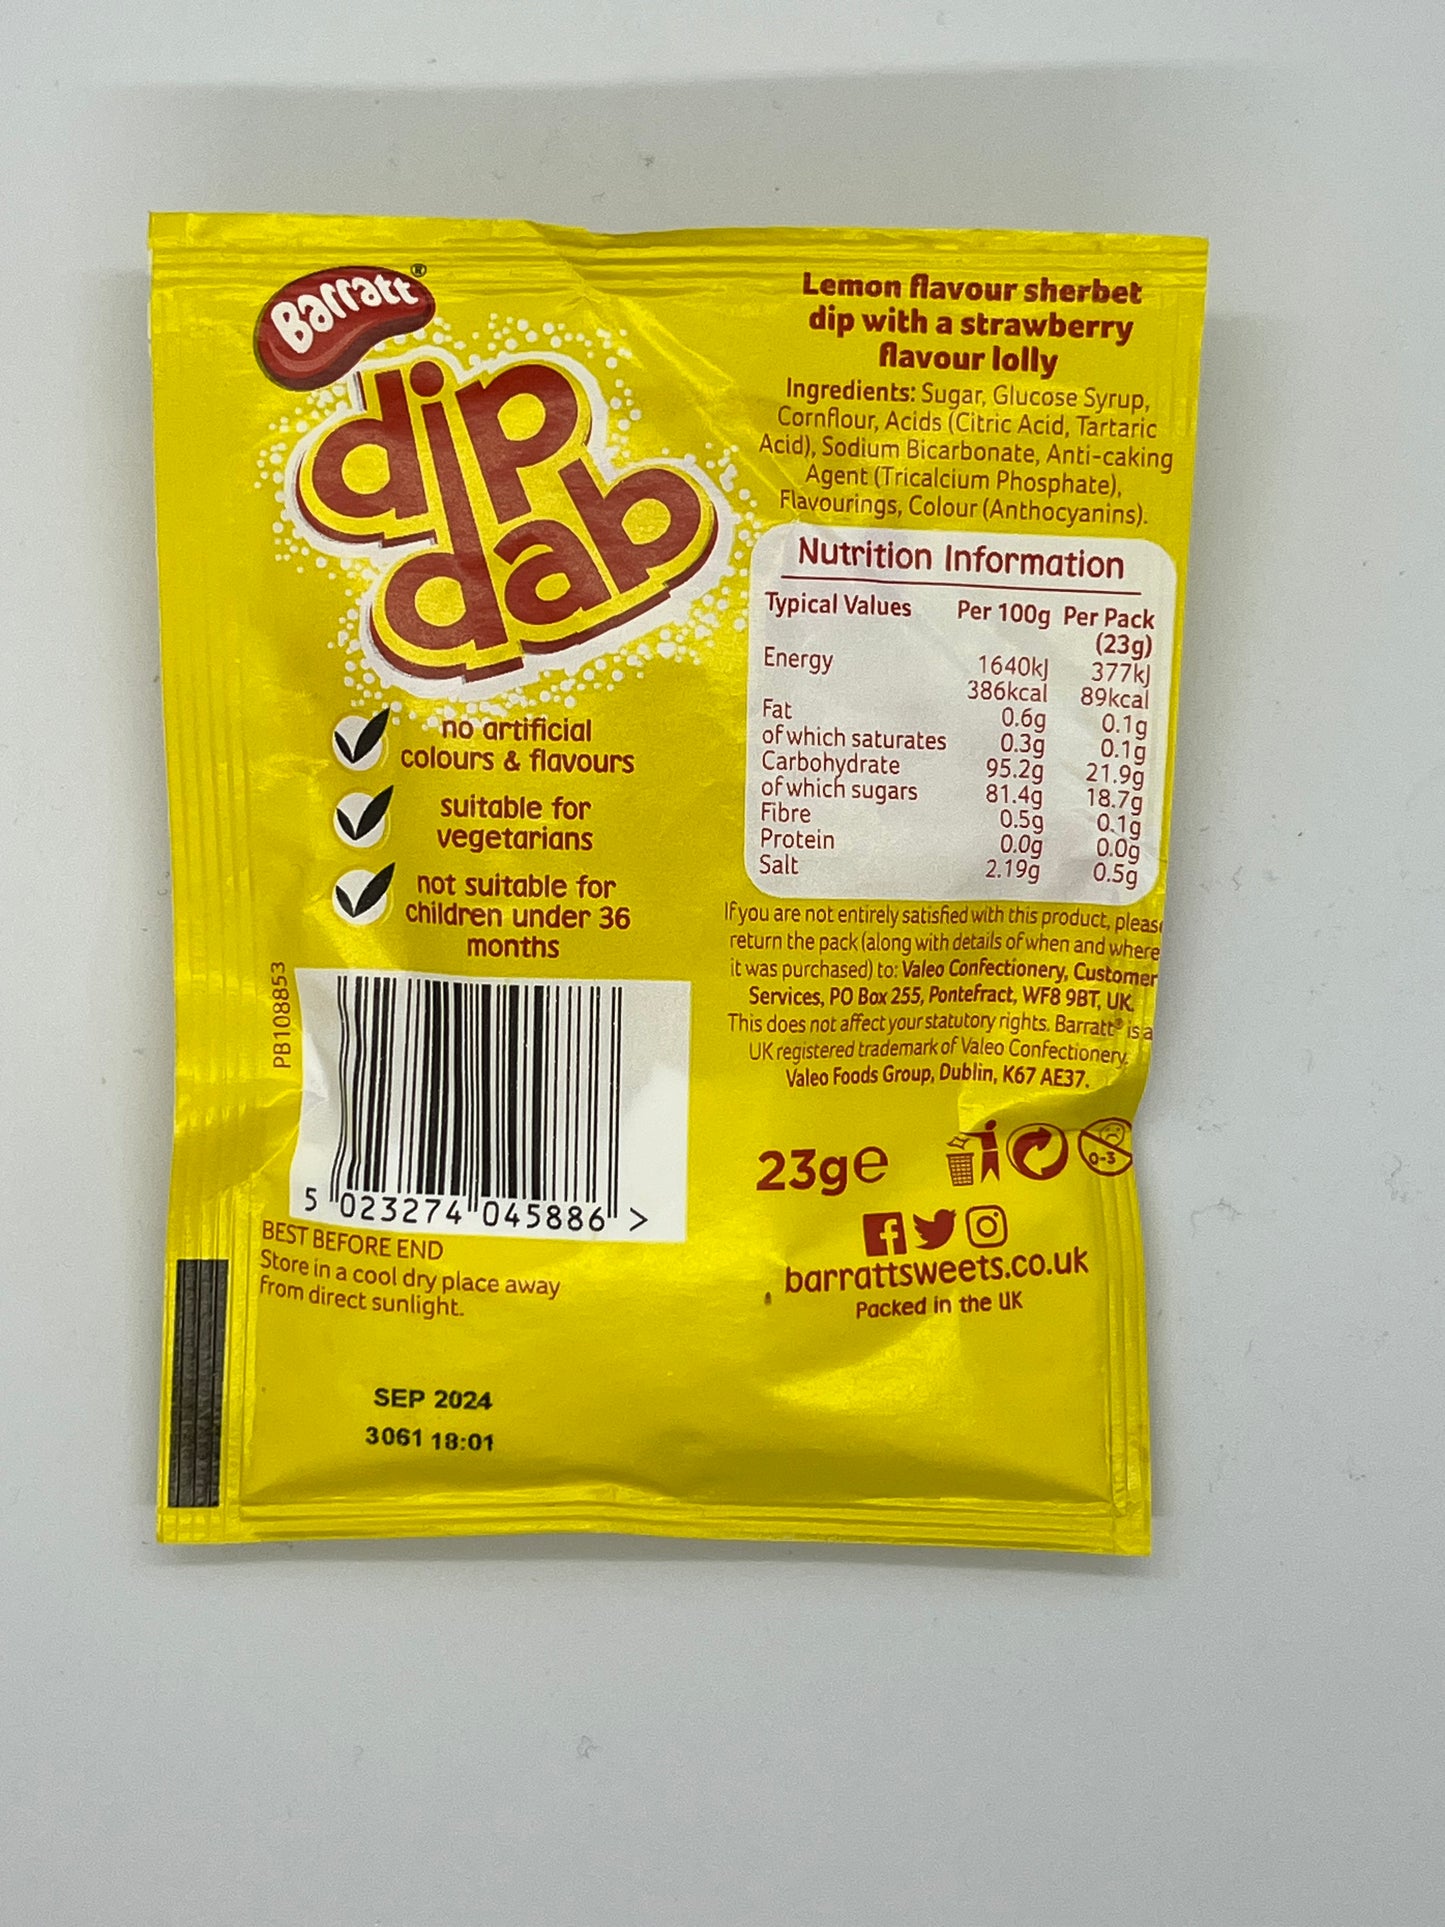 Barratt®
dip
dab
no artificial
colours & flavours
suitable for
vegetarians
not suitable for
children under 36
months
PB108853
5 023274 045886 >
BEST BEFORE END
Store in a cool dry place away
from direct sunlight.
SEP 2024
3061 18:01
Lemon flavour sherbet
dip with a strawberry
flavour lolly
Ingredients: Sugar, Glucose Syrup,
Cornflour, Acids (Citric Acid, Tartaric
Acid), Sodium Bicarbonate, Anti-caking
Agent (Tricalcium Phosphate),
Flavourings, Colour (Anthocyanins).
Nutrition Information
Typical Values Per 100g Per Pack
(23g)
Energy 1640kJ 377kJ
386kcal 89kcal
Fat 0.6g 0.1g
of which saturates 0.3g 0.1g
Carbohydrate 95.2g 21.9g
of which sugars 81.4g 18.7g
Fibre 0.5g 0.1g
Protein 0.0g 0.0g
Salt 2.19g 0.5g
If you are not entirely satisfied with this product, please
return the pack (along with details of when and where
it was purchased) to: Valeo Confectionery, Customer
Services, PO Box 255, Pontefract, WF8 9BT, UK.
This does not affect your statutory rights. Barratt® is a
UK registered trademark of Valeo Confectionery.
Valeo Foods Group, Dublin, K67 AE37.
23g e
0-3
barrattsweets.co.uk
Packed in the UK